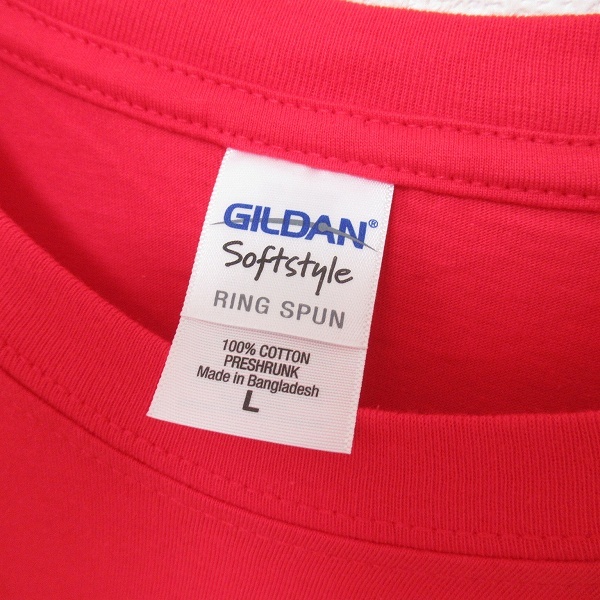 GILDAN®
Softstyle
RING SPUN
100% COTTON
PRESHRUNK
Made in Bangladesh
L